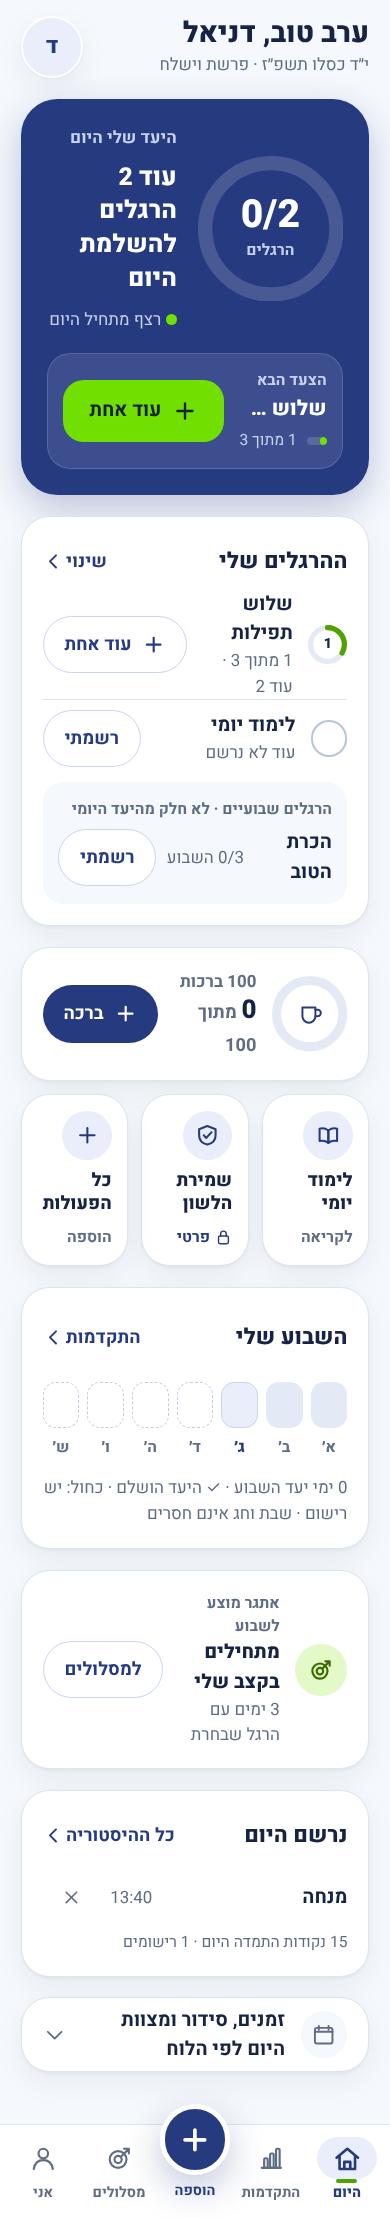 ערב טוב, דניאל
ד
י״ד כסלו תשפ״ז · פרשת וישלח
היעד שלי היום
0/2
הרגלים
עוד 2
הרגלים
להשלמת
היום
רצף מתחיל היום
הצעד הבא
שלוש ...
1 מתוך 3
עוד אחת
ההרגלים שלי
שינוי
1
שלוש
תפילות
1 מתוך 3 ·
עוד 2
עוד אחת
לימוד יומי
עוד לא נרשם
רשמתי
הרגלים שבועיים · לא חלק מהיעד היומי
הכרת
הטוב
0/3 השבוע
רשמתי
100 ברכות
0 מתוך
100
ברכה
לימוד
יומי
לקריאה
שמירת
הלשון
פרטי
כל
הפעולות
הוספה
השבוע שלי
התקדמות
א׳ ב׳ ג׳ ד׳ ה׳ ו׳ ש׳
0 ימי יעד השבוע · ✓ היעד הושלם · כחול: יש
רישום · שבת וחג אינם חסרים
אתגר מוצע
לשבוע
מתחילים
בקצב שלי
3 ימים עם
הרגל שבחרת
למסלולים
נרשם היום
כל ההיסטוריה
מנחה
13:40
15 נקודות התמדה היום · 1 רישומים
זמנים, סידור ומצוות
היום לפי הלוח
היום
התקדמות
הוספה
מסלולים
אני